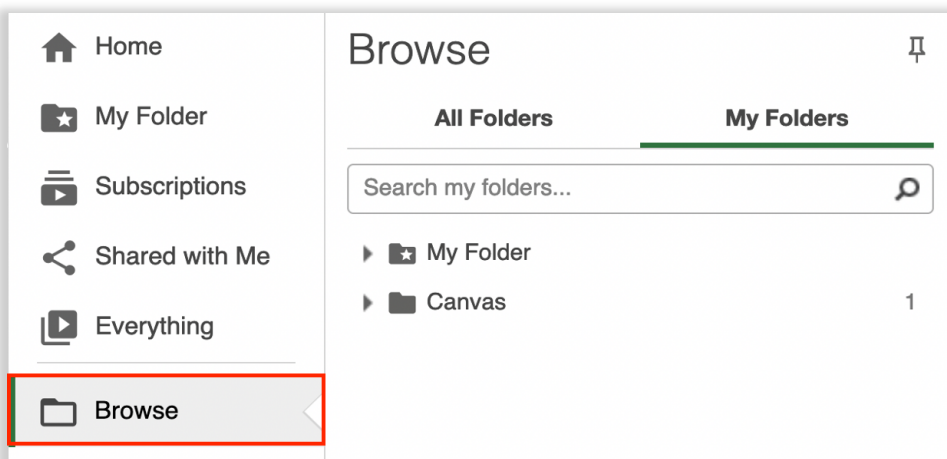 Home
My Folder
Subscriptions
Shared with Me
Everything
Browse
Browse
All Folders
My Folders
Search my folders...
My Folder
Canvas
1